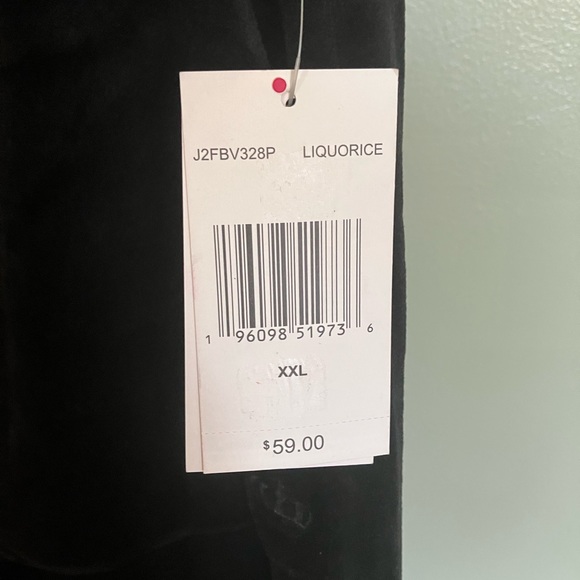 J2FBV328P LIQUORICE
1 96098 51973 6
XXL
$59.00